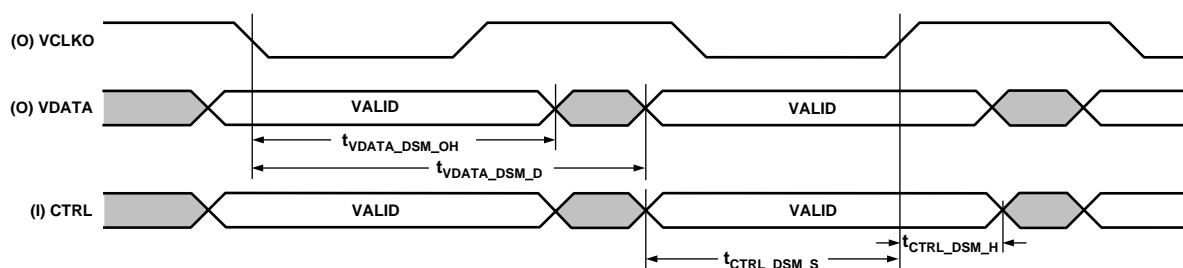 (O) VCLKO
(O) VDATA
VALID
VALID
tVDATA_DSM_OH
tVDATA_DSM_D
(I) CTRL
VALID
VALID
tCTRL_DSM_H
tCTRL_DSM_S